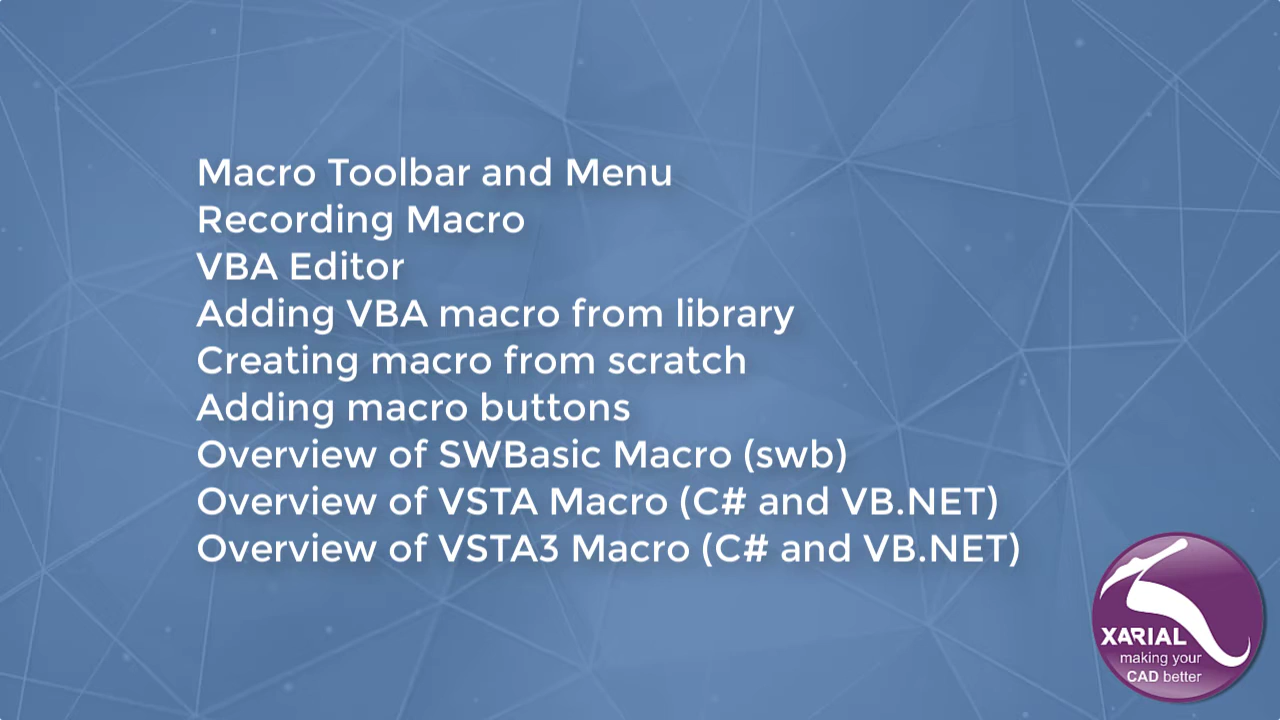 Macro Toolbar and Menu
Recording Macro
VBA Editor
Adding VBA macro from library
Creating macro from scratch
Adding macro buttons
Overview of SWBasic Macro (swb)
Overview of VSTA Macro (C# and VB.NET)
Overview of VSTA3 Macro (C# and VB.NET)
XARIAL
making your
CAD better